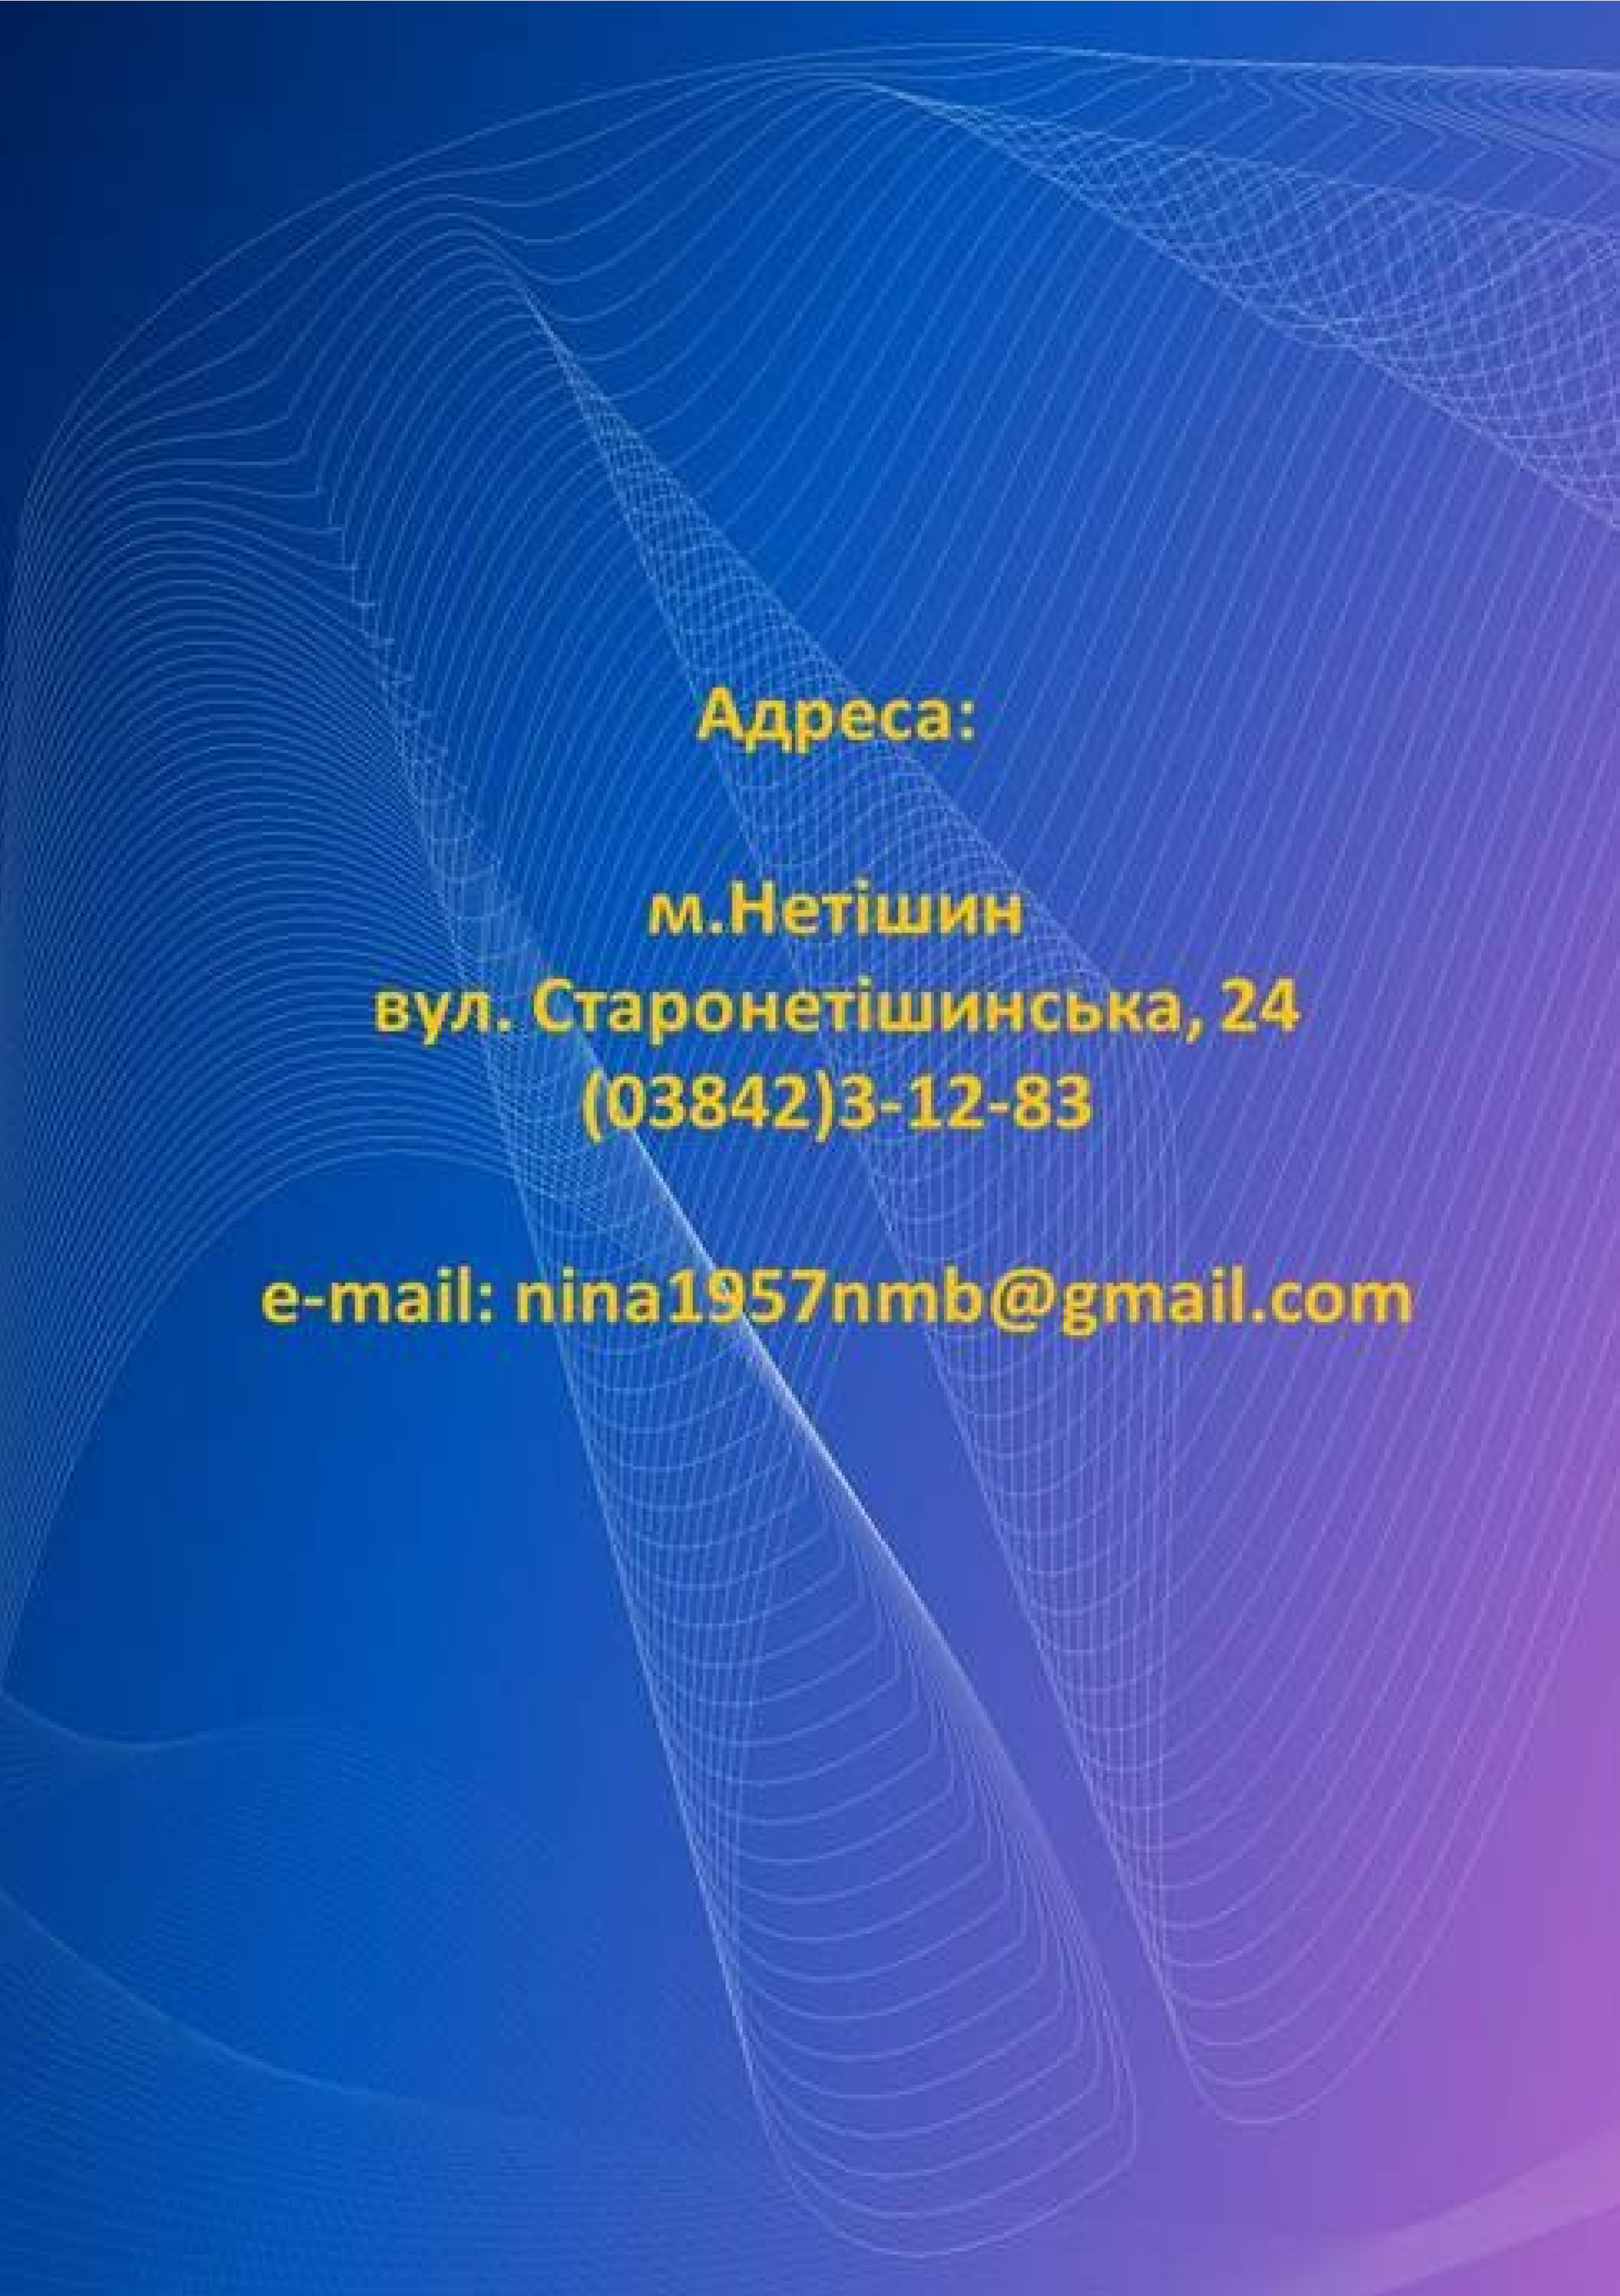 Адреса:
м.Нетішин
вул. Старонетішинська, 24
(03842)3-12-83
e-mail: nina1957nmb@gmail.com